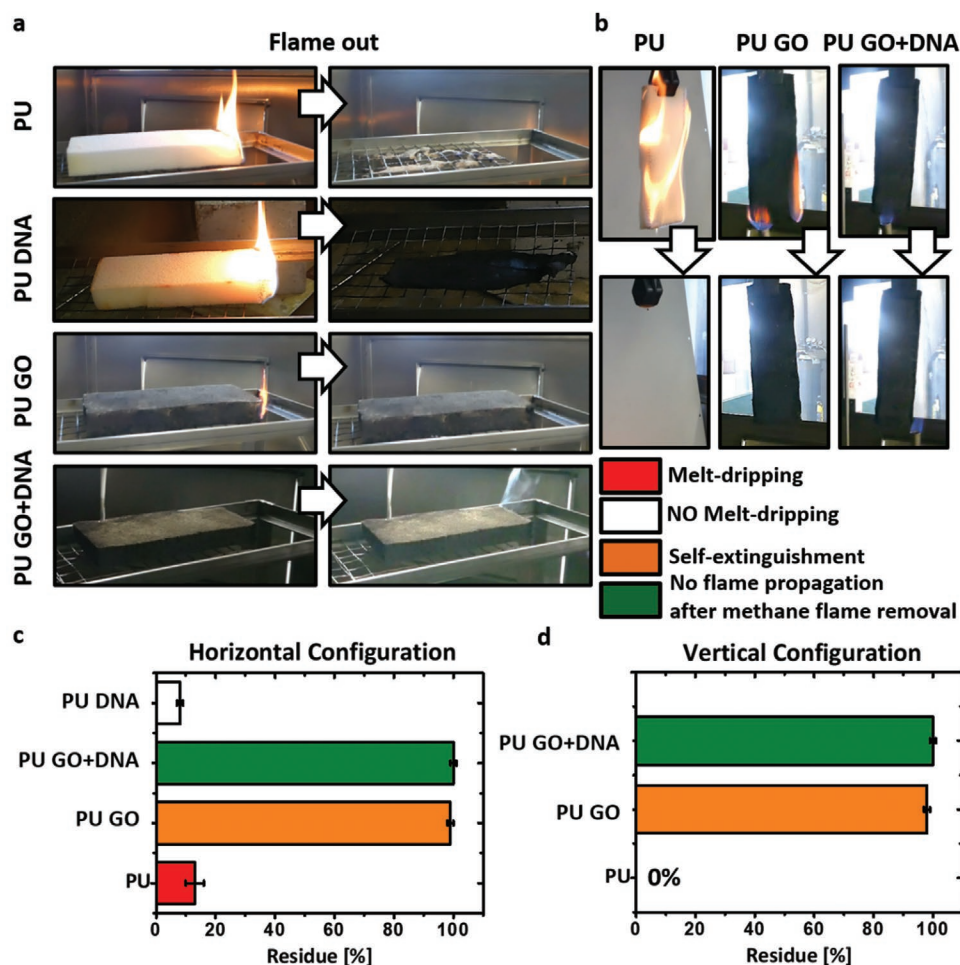 a
Flame out
PU
PU DNA
PU GO
PU GO+DNA
b
PU PU GO PU GO+DNA
Melt-dripping
NO Melt-dripping
Self-extinguishment
No flame propagation
after methane flame removal
c
Horizontal Configuration
PU DNA
PU GO+DNA
PU GO
PU
0 20 40 60 80 100
Residue [%]
d
Vertical Configuration
PU GO+DNA
PU GO
PU 0%
0 20 40 60 80 100
Residue [%]